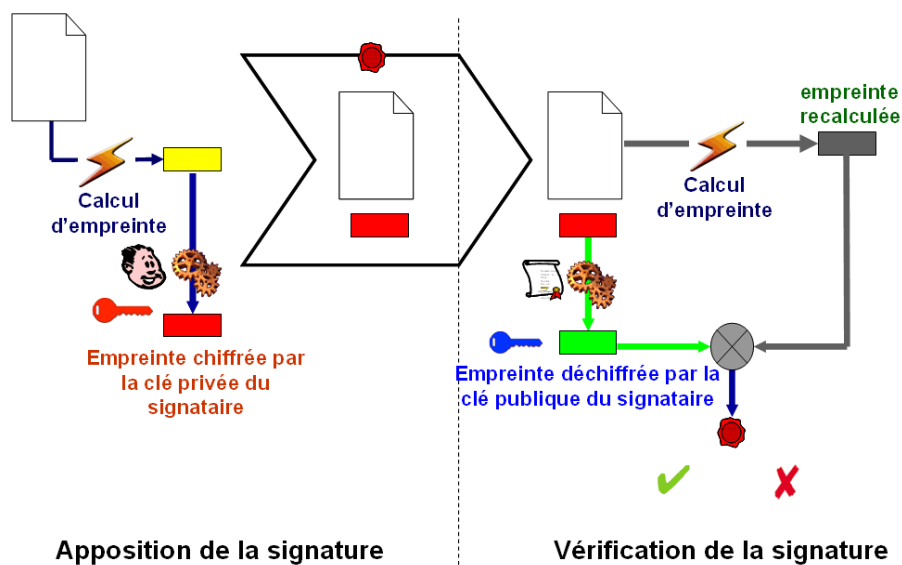 Calcul
d'empreinte
Empreinte chiffrée par
la clé privée du
signataire
Apposition de la signature
empreinte
recalculée
Calcul
d'empreinte
Empreinte déchiffrée par la
clé publique du signataire
Vérification de la signature